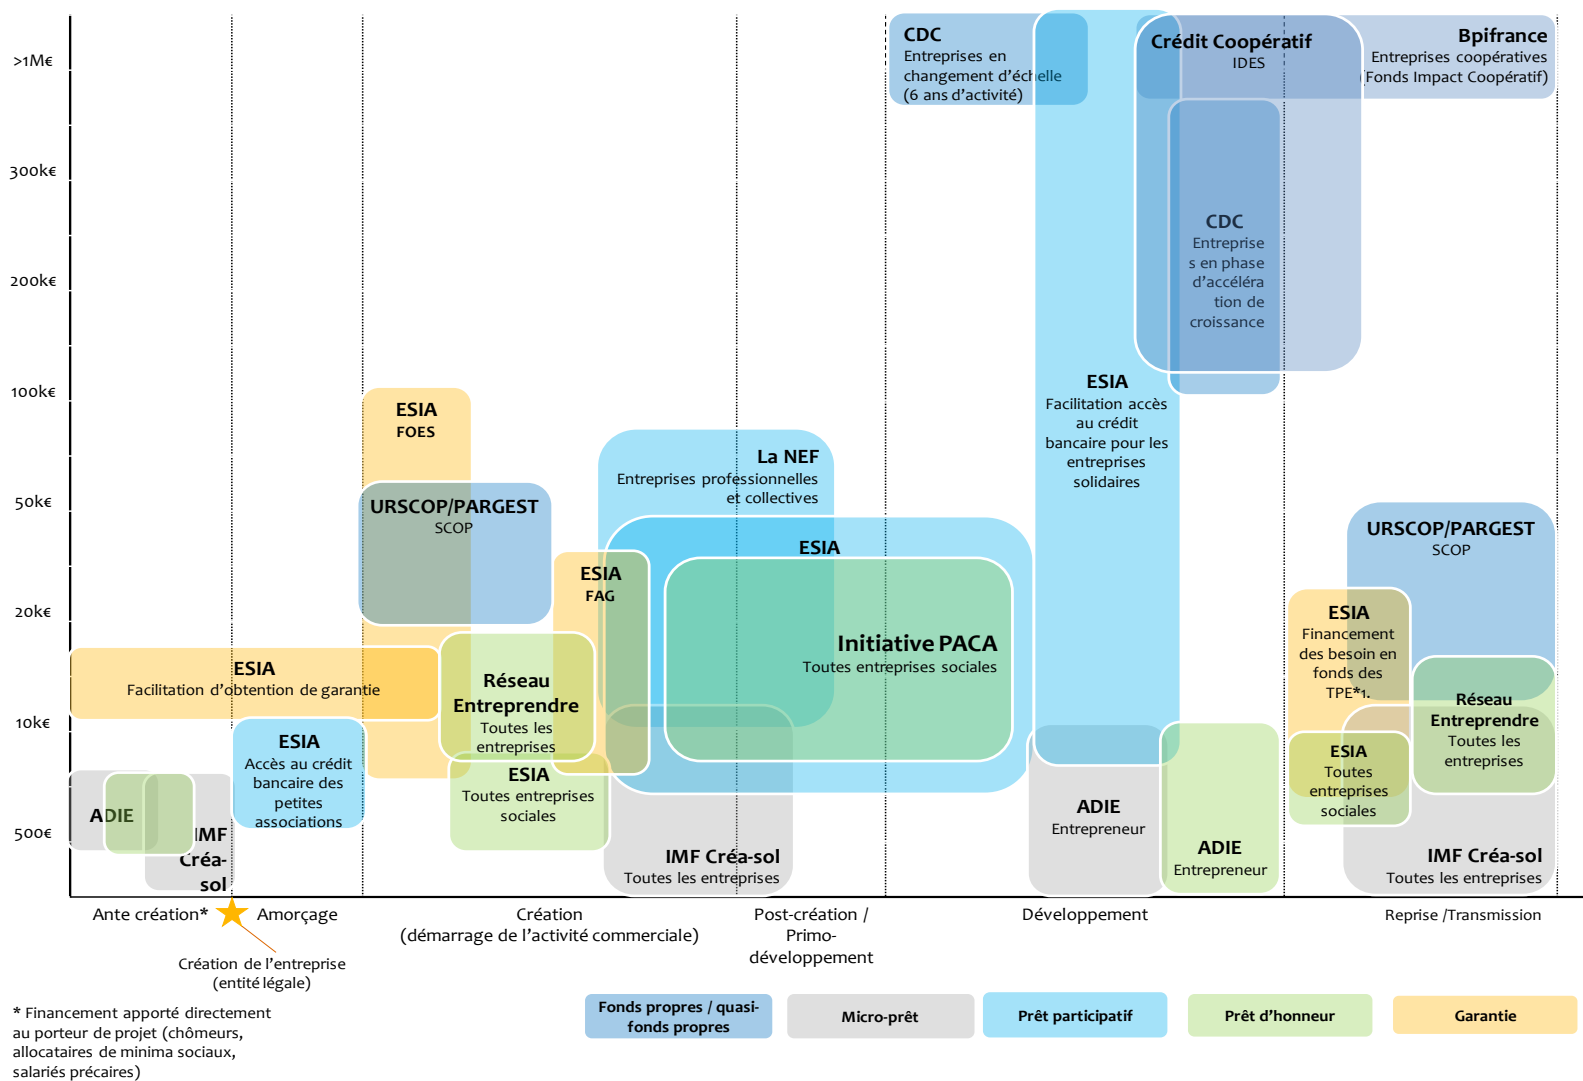 >1M€
300k€
200k€
100k€
50k€
20k€
10k€
500€
CDC
Entreprises en
changement d’échelle
(6 ans d’activité)
Crédit Coopératif
IDES
Bpifrance
Entreprises coopératives
(Fonds Impact Coopératif)
CDC
Entreprise
s en phase
d’accéléra
tion de
croissance
ESIA
Facilitation accès
au crédit
bancaire pour les
entreprises
solidaires
ESIA
FOES
URSCOP/PARGEST
SCOP
La NEF
Entreprises professionnelles
et collectives
ESIA
ESIA
FAG
Initiative PACA
Toutes entreprises sociales
ESIA
Facilitation d’obtention de garantie
Réseau
Entreprendre
Toutes les
entreprises
ESIA
Accès au crédit
bancaire des
petites
associations
ESIA
Toutes entreprises
sociales
ADIE
IMF
Créa-
sol
IMF Créa-sol
Toutes les entreprises
ADIE
Entrepreneur
ADIE
Entrepreneur
URSCOP/PARGEST
SCOP
ESIA
Financement
des besoin en
fonds des
TPE*1.
Réseau
Entreprendre
Toutes les
entreprises
ESIA
Toutes
entreprises
sociales
IMF Créa-sol
Toutes les entreprises
Ante création*
Amorçage
Création
(démarrage de l’activité commerciale)
Post-création /
Primo-
développement
Développement
Reprise /Transmission
Création de l’entreprise
(entité légale)
* Financement apporté directement
au porteur de projet (chômeurs,
allocataires de minima sociaux,
salariés précaires)
Fonds propres / quasi-
fonds propres
Micro-prêt
Prêt participatif
Prêt d’honneur
Garantie